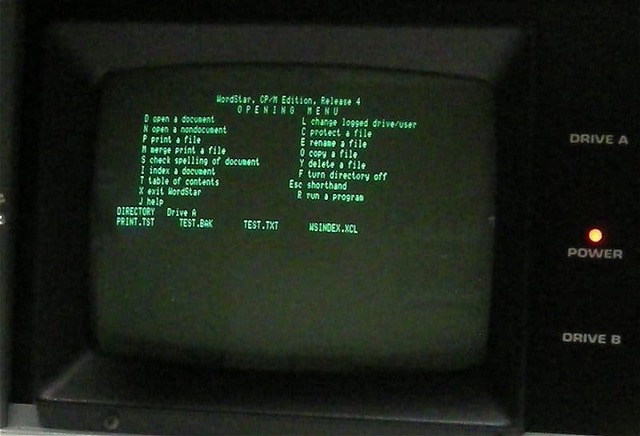 WordStar, CP/M Edition, Release 4
O P E N I N G  M E N U
D open a document  L change logged drive/user
N open a nondocument  C protect a file
P print a file  E rename a file
M merge print a file  O copy a file
S check spelling of document  Y delete a file
I index a document  F turn directory off
T table of contents  Esc shorthand
X exit WordStar  R run a program
J help
DIRECTORY  Drive A
PRINT.TST  TEST.BAK  TEST.TXT  WSINDEX.XCL
DRIVE A
POWER
DRIVE B